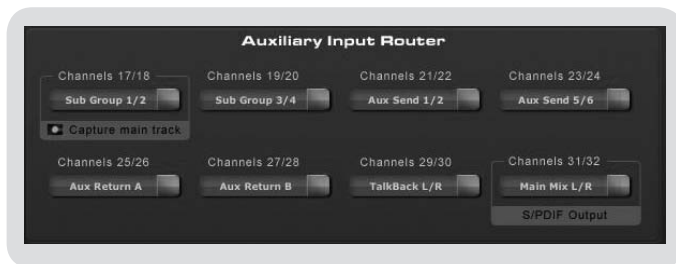 Auxiliary Input Router
Channels 17/18 Channels 19/20 Channels 21/22 Channels 23/24
Sub Group 1/2 Sub Group 3/4 Aux Send 1/2 Aux Send 5/6
Capture main track
Channels 25/26 Channels 27/28 Channels 29/30 Channels 31/32
Aux Return A Aux Return B TalkBack L/R Main Mix L/R
S/PDIF Output